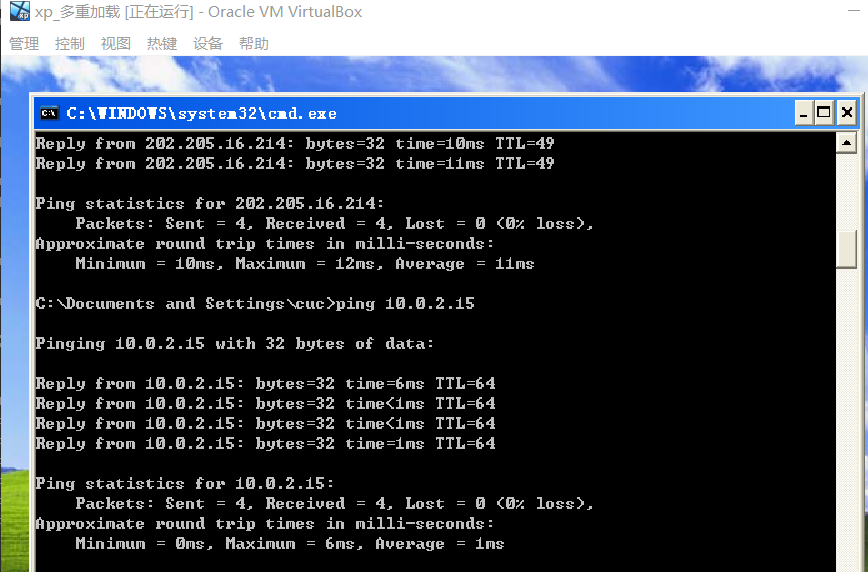 xp_多重加载 [正在运行] - Oracle VM VirtualBox
管理 控制 视图 热键 设备 帮助
C:\WINDOWS\system32\cmd.exe
Reply from 202.205.16.214: bytes=32 time=10ms TTL=49
Reply from 202.205.16.214: bytes=32 time=11ms TTL=49
Ping statistics for 202.205.16.214:
Packets: Sent = 4, Received = 4, Lost = 0 (0% loss),
Approximate round trip times in milli-seconds:
Minimum = 10ms, Maximum = 12ms, Average = 11ms
C:\Documents and Settings\cuc>ping 10.0.2.15
Pinging 10.0.2.15 with 32 bytes of data:
Reply from 10.0.2.15: bytes=32 time=6ms TTL=64
Reply from 10.0.2.15: bytes=32 time<1ms TTL=64
Reply from 10.0.2.15: bytes=32 time<1ms TTL=64
Reply from 10.0.2.15: bytes=32 time=1ms TTL=64
Ping statistics for 10.0.2.15:
Packets: Sent = 4, Received = 4, Lost = 0 (0% loss),
Approximate round trip times in milli-seconds:
Minimum = 0ms, Maximum = 6ms, Average = 1ms